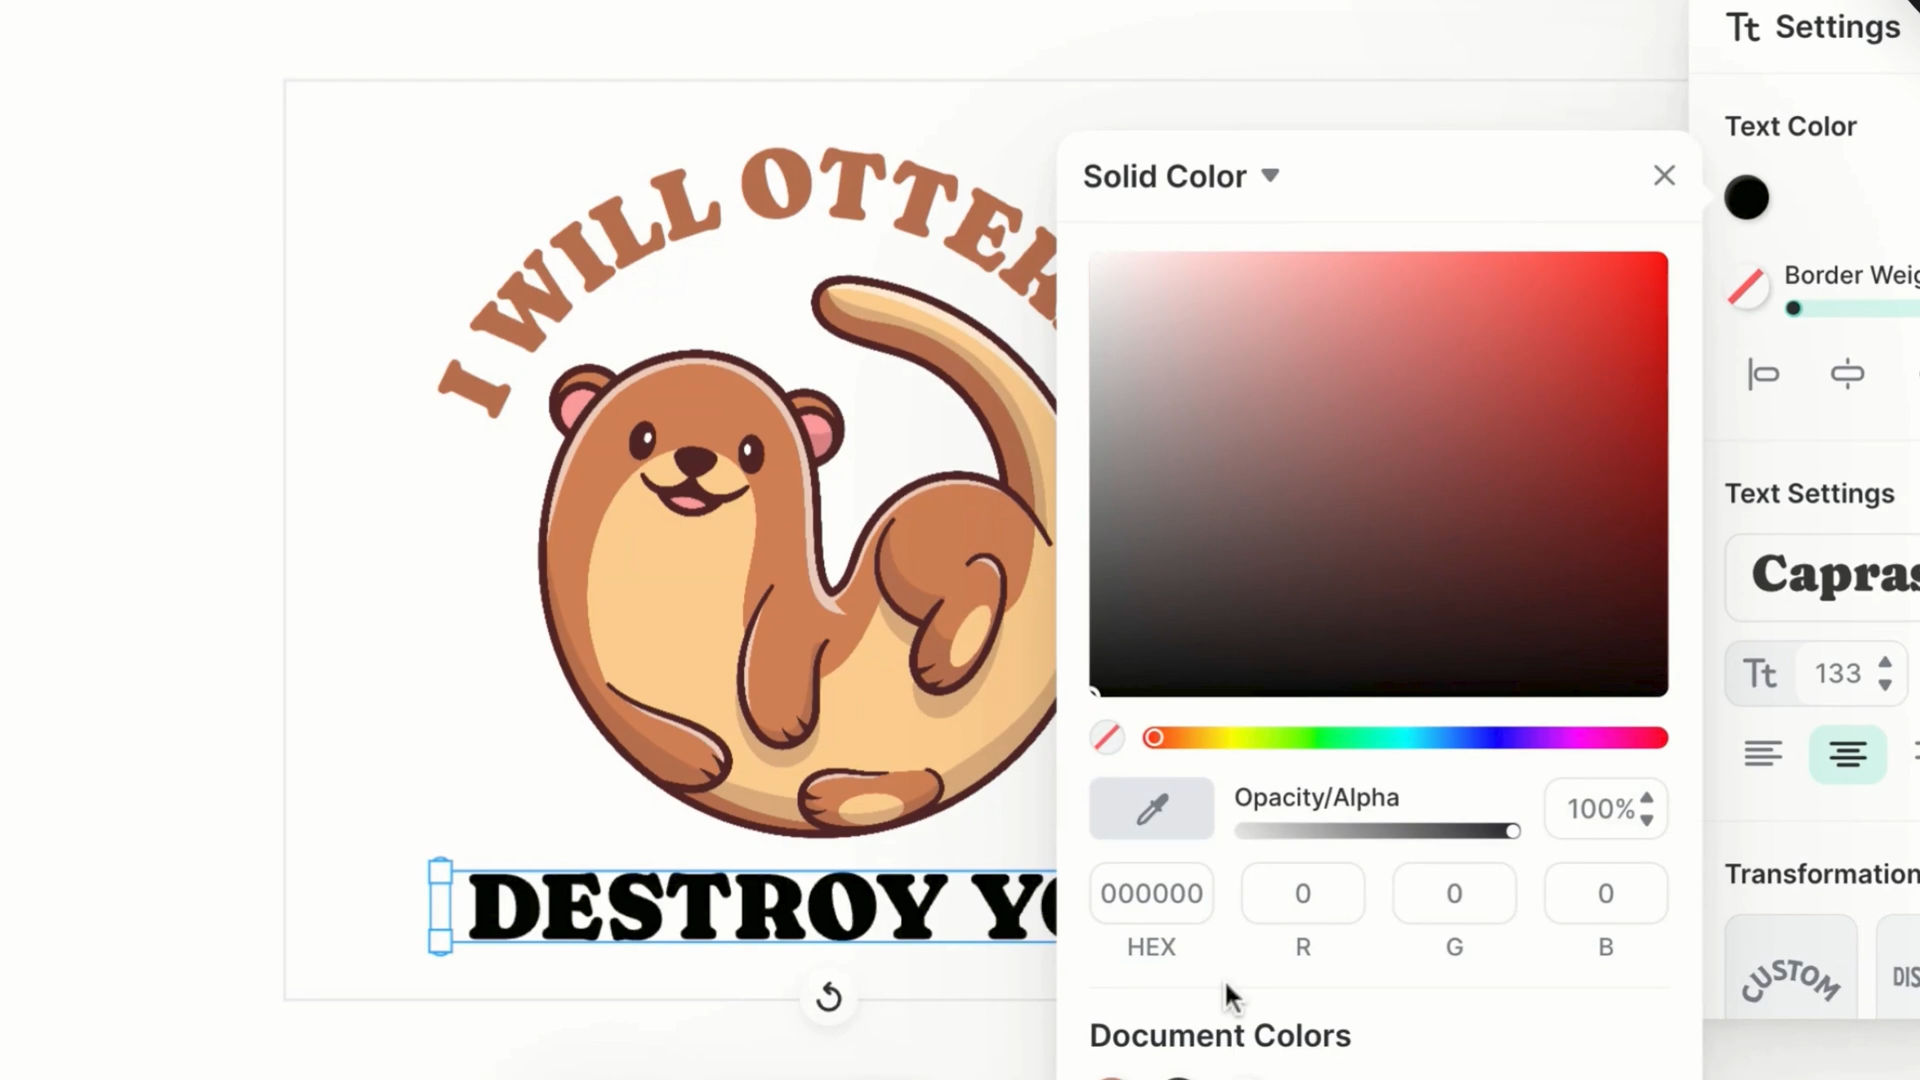 Tt Settings
Text Color
I WILL OTTER
Solid Color
Border Weig
Text Settings
Capras
Tt 133
Opacity/Alpha
100%
000000 0 0 0
HEX R G B
DESTROY YO
Transformation
CUSTOM
DIS
Document Colors